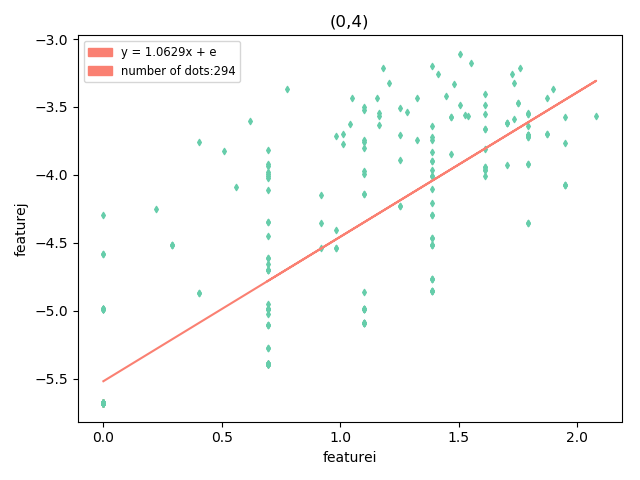 (0,4)
y = 1.0629x + e
number of dots:294
−3.0
−3.5
−4.0
−4.5
−5.0
−5.5
featurej
0.0 0.5 1.0 1.5 2.0
featurei